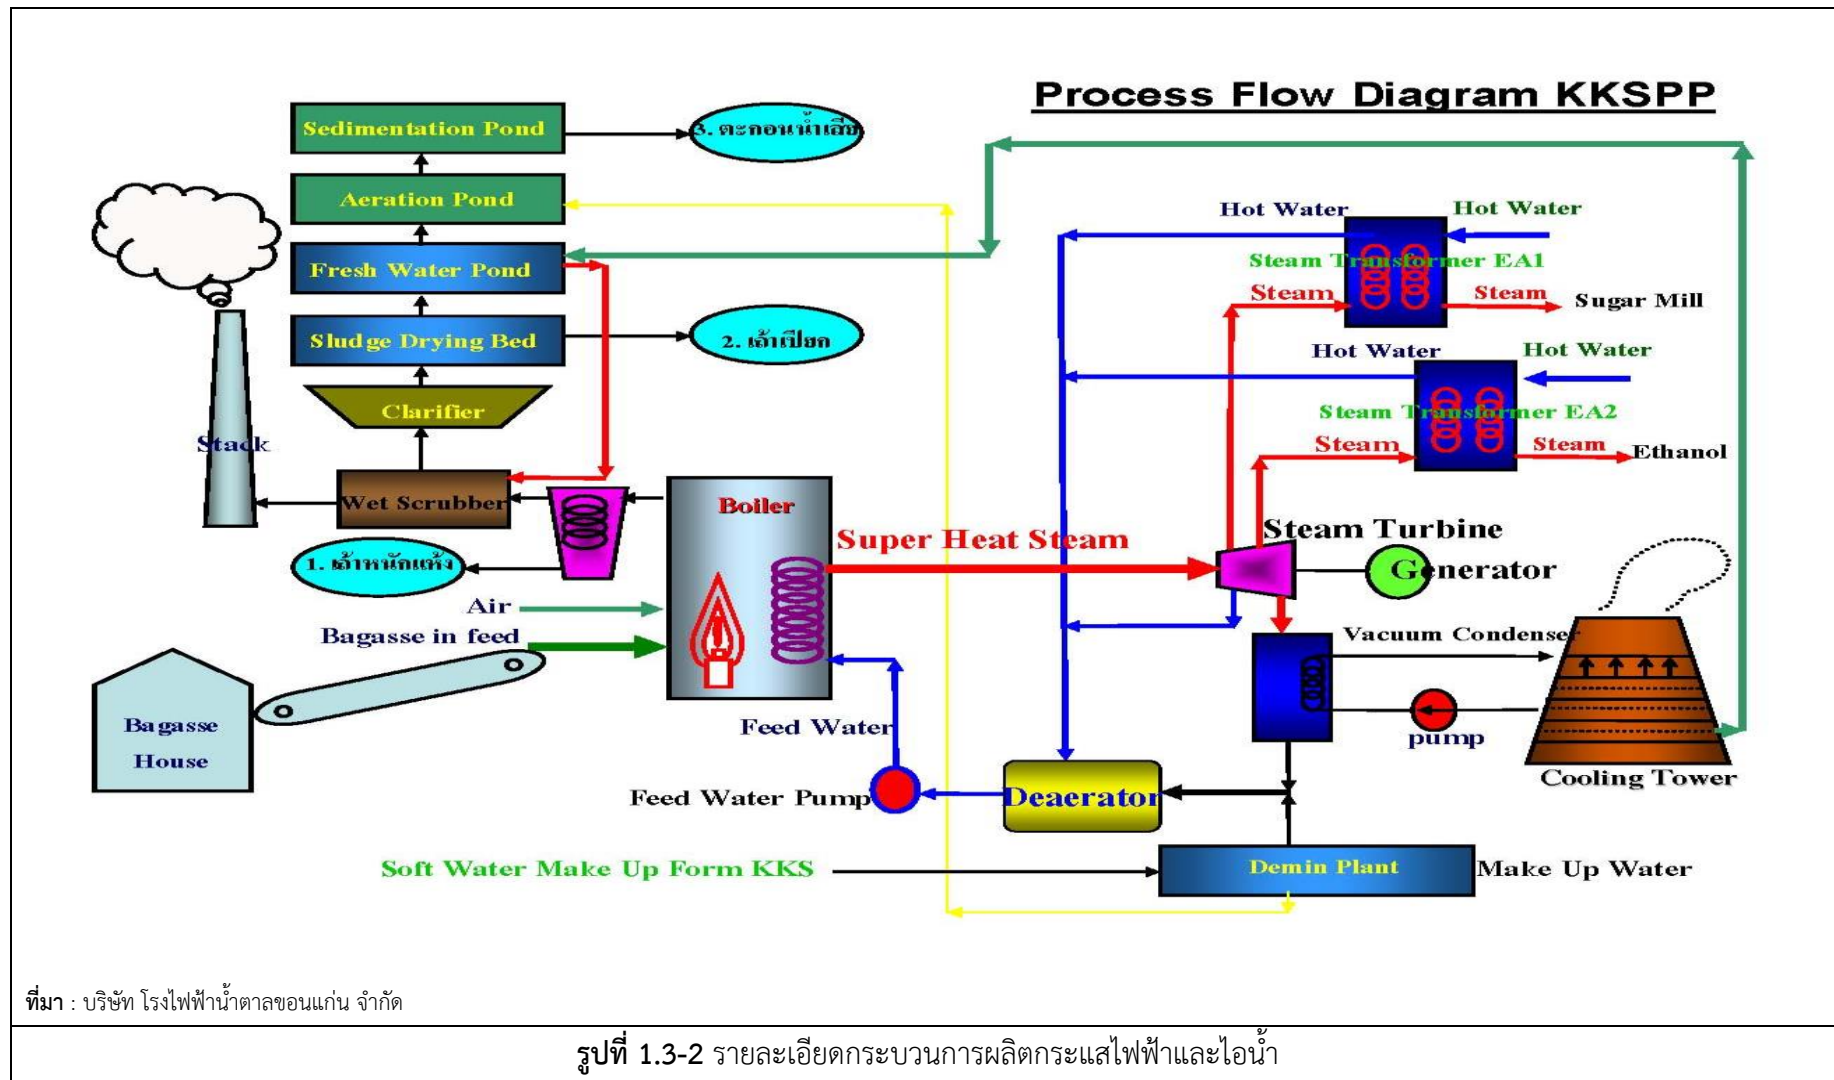 Process Flow Diagram KKSPP
Sedimentation Pond
3. ตะกอนน้ำเสีย
Aeration Pond
Fresh Water Pond
Sludge Drying Bed
2. เถ้าเปียก
Clarifier
Stack
Wet Scrubber
1. เถ้าหนักแห้ง
Air
Bagasse in feed
Bagasse
House
Boiler
Super Heat Steam
Feed Water
Feed Water Pump
Deaerator
Soft Water Make Up Form KKS
Demin Plant
Make Up Water
Hot Water
Hot Water
Steam Transformer EA1
Steam
Steam
Sugar Mill
Hot Water
Hot Water
Steam Transformer EA2
Steam
Steam
Ethanol
Steam Turbine
Generator
Vacuum Condenser
pump
Cooling Tower
ที่มา : บริษัท โรงไฟฟ้าน้ำตาลขอนแก่น จำกัด
รูปที่ 1.3-2 รายละเอียดกระบวนการผลิตกระแสไฟฟ้าและไอน้ำ